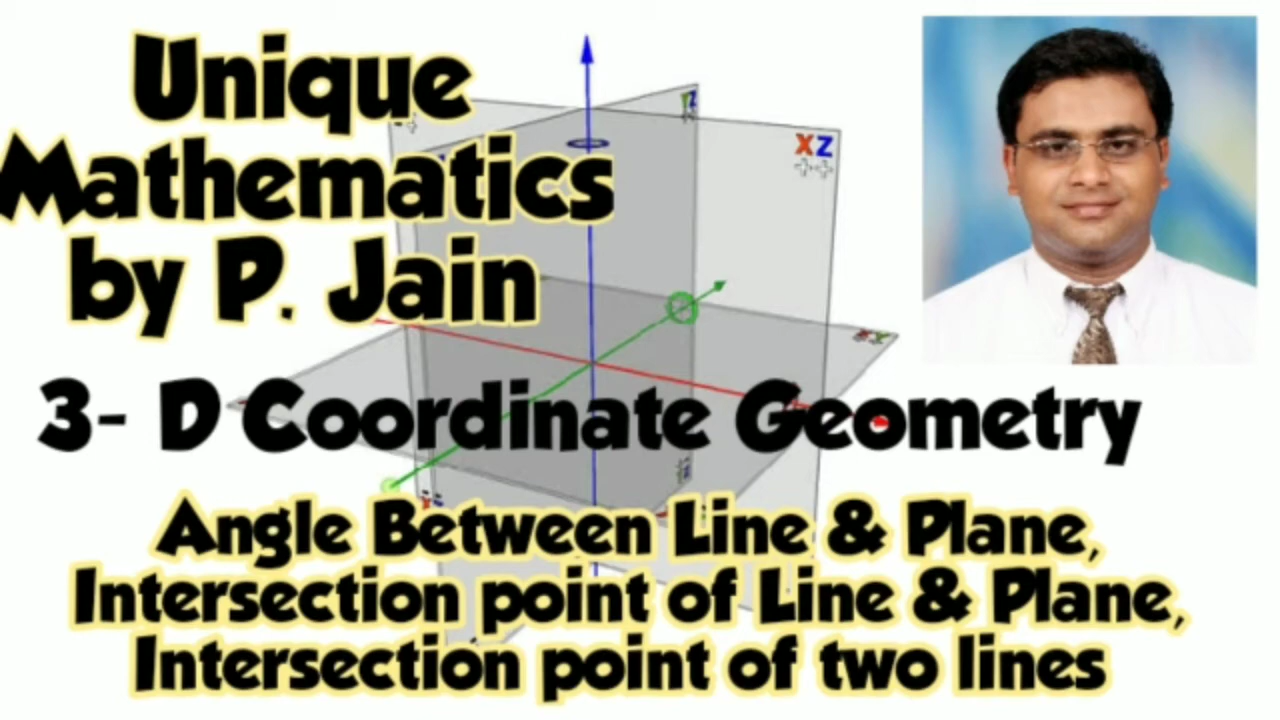 Unique
Mathematics
by P. Jain
XZ
3- D Coordinate Geometry
Angle Between Line & Plane,
Intersection point of Line & Plane,
Intersection point of two lines